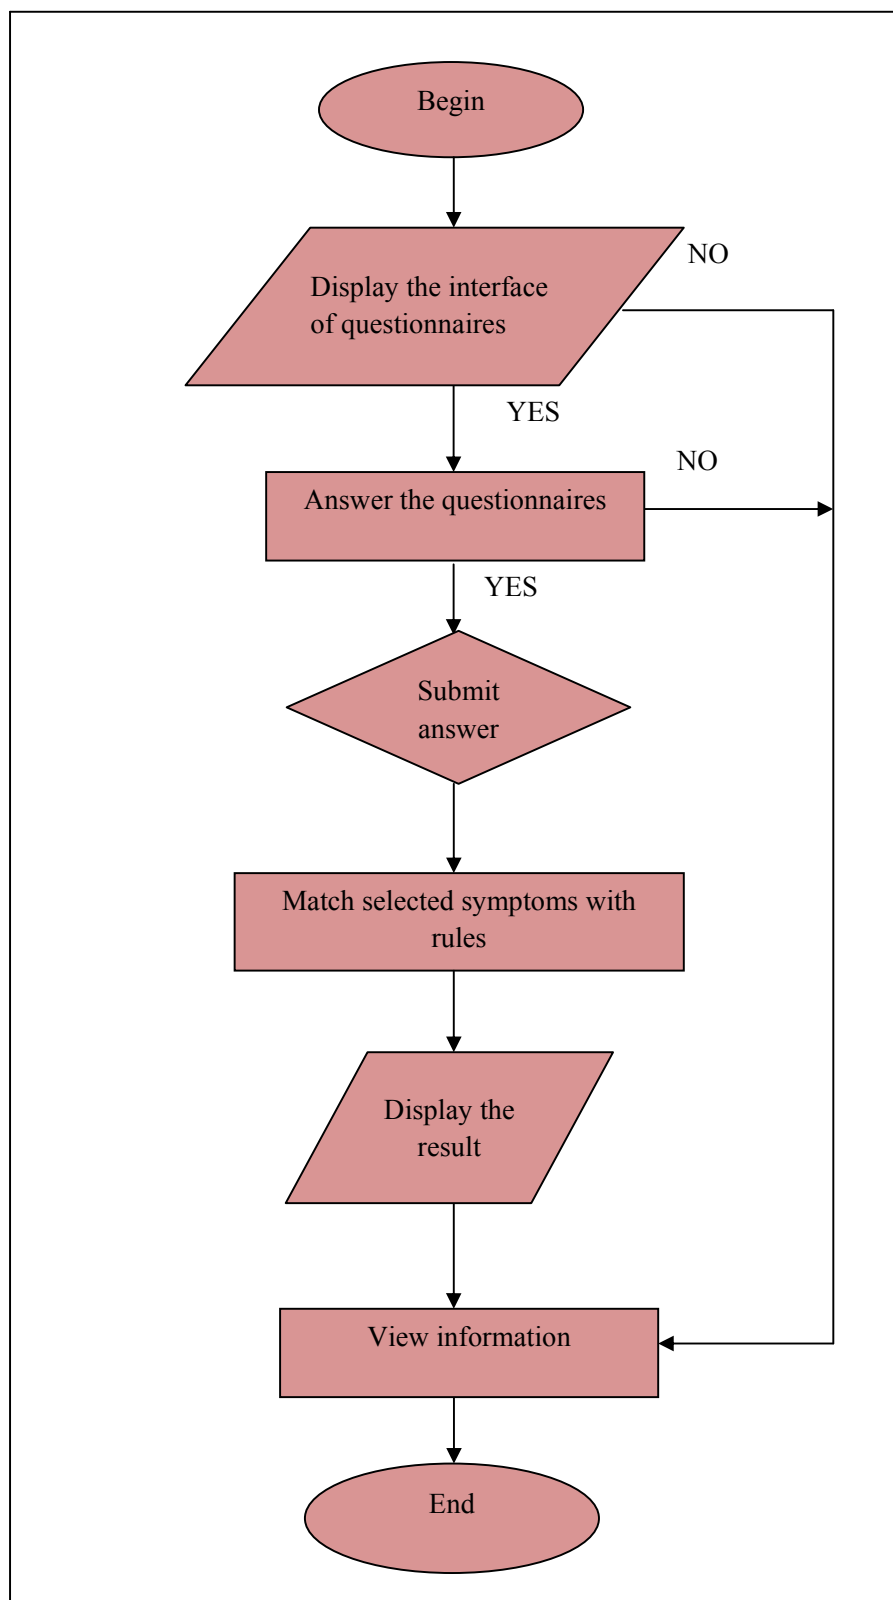 Begin
NO
Display the interface
of questionnaires
YES
NO
Answer the questionnaires
YES
Submit
answer
Match selected symptoms with
rules
Display the
result
View information
End